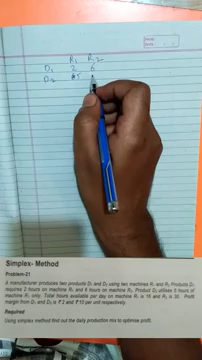 R₁ R₂
D₁ 2 6
D₂ 5
Simplex- Method
Problem-21
A manufacturer produces two products D₁ and D₂ using two machines R₁ and R₂ Products D₁
requires 2 hours on machine R₁ and 6 hours on machine R₂. Product D₂ utilises 5 hours of
machine R₁ only. Total hours available per day on machine R₁ is 16 and R₂ is 30. Profit
margin from D₁ and D₂ is ₹ 2 and ₹ 10 per unit respectively.
Required
Using simplex method find out the daily production mix to optimise profit.